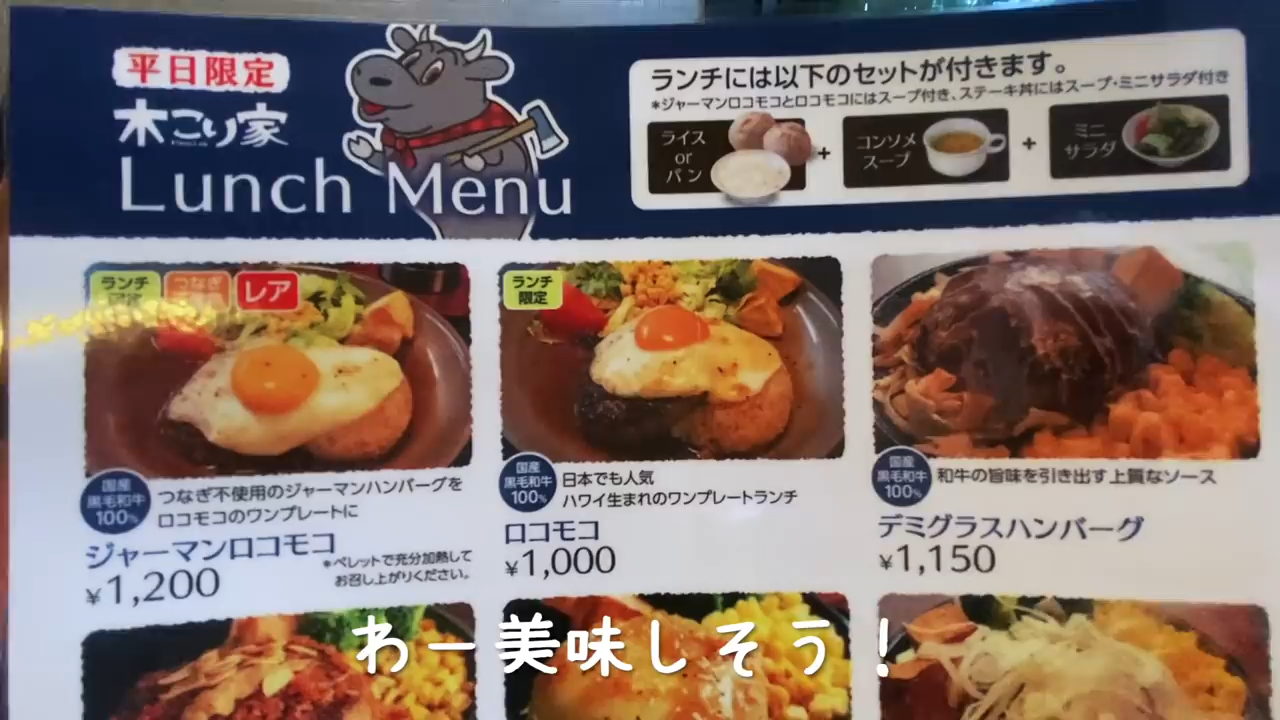 平日限定
木こり家
Lunch Menu
ランチには以下のセットが付きます。
*ジャーマンロコモコとロコモコにはスープ付き、ステーキ丼にはスープ・ミニサラダ付き
ライス
or
パン
+
コンソメ
スープ
+
ミニ
サラダ
ランチ
限定
つなぎ
レア
国産
黒毛和牛
100%
つなぎ不使用のジャーマンハンバーグを
ロコモコのワンプレートに
ジャーマンロコモコ
¥1,200
*ペレットで充分加熱して
お召し上がりください。
ランチ
限定
国産
黒毛和牛
100%
日本でも人気
ハワイ生まれのワンプレートランチ
ロコモコ
¥1,000
国産
黒毛和牛
100%
和牛の旨味を引き出す上質なソース
デミグラスハンバーグ
¥1,150
わー美味しそう！